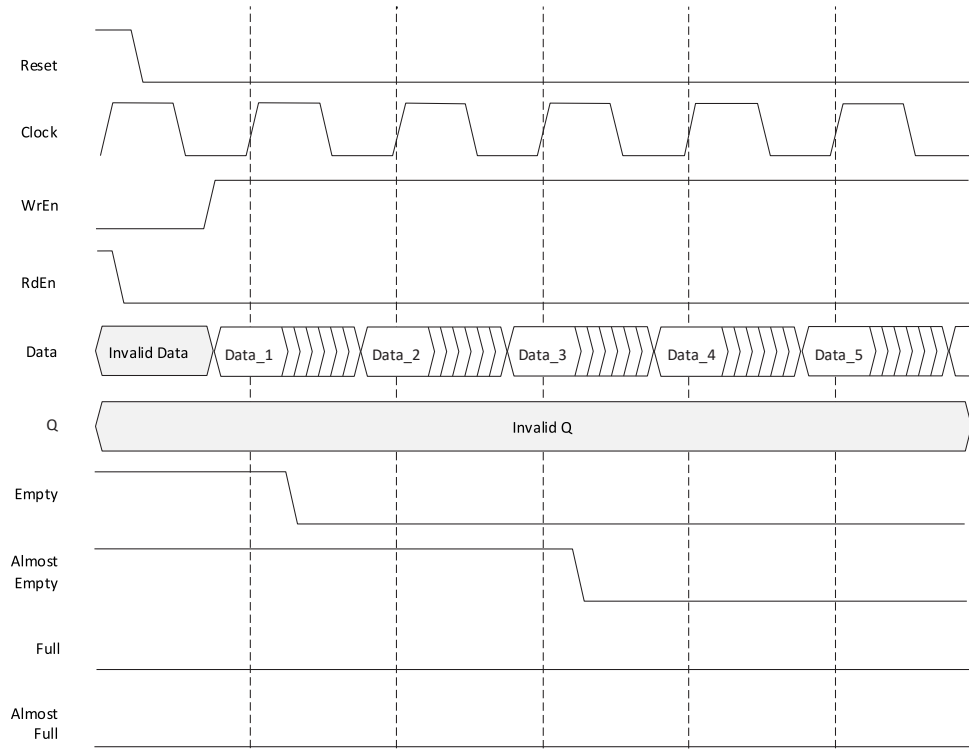 Reset
Clock
WrEn
RdEn
Data
Invalid Data
Data_1
Data_2
Data_3
Data_4
Data_5
Q
Invalid Q
Empty
Almost
Empty
Full
Almost
Full